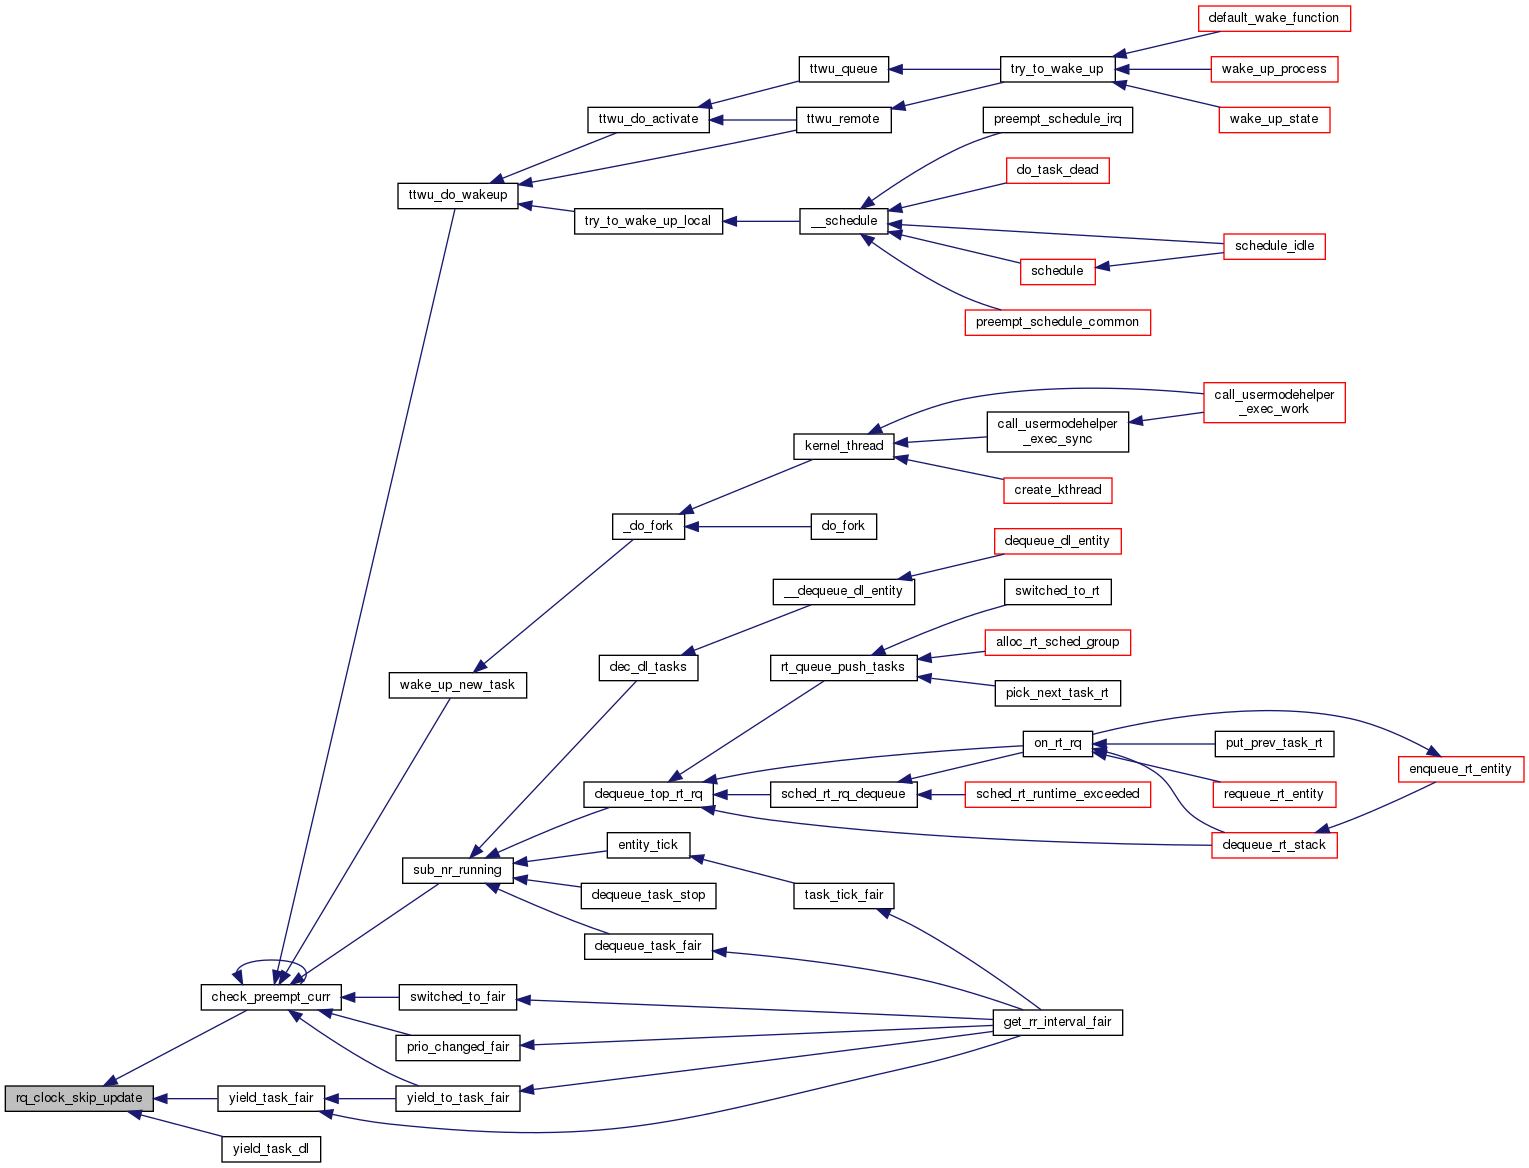 default_wake_function
ttwu_queue
try_to_wake_up
wake_up_process
ttwu_do_activate
ttwu_remote
preempt_schedule_irq
wake_up_state
do_task_dead
ttwu_do_wakeup
try_to_wake_up_local
__schedule
schedule_idle
schedule
preempt_schedule_common
call_usermodehelper
_exec_work
call_usermodehelper
_exec_sync
kernel_thread
create_kthread
_do_fork
do_fork
dequeue_dl_entity
__dequeue_dl_entity
switched_to_rt
alloc_rt_sched_group
dec_dl_tasks
rt_queue_push_tasks
wake_up_new_task
pick_next_task_rt
on_rt_rq
put_prev_task_rt
enqueue_rt_entity
dequeue_top_rt_rq
sched_rt_rq_dequeue
sched_rt_runtime_exceeded
requeue_rt_entity
entity_tick
dequeue_rt_stack
sub_nr_running
dequeue_task_stop
task_tick_fair
dequeue_task_fair
check_preempt_curr
switched_to_fair
get_rr_interval_fair
prio_changed_fair
rq_clock_skip_update
yield_task_fair
yield_to_task_fair
yield_task_dl